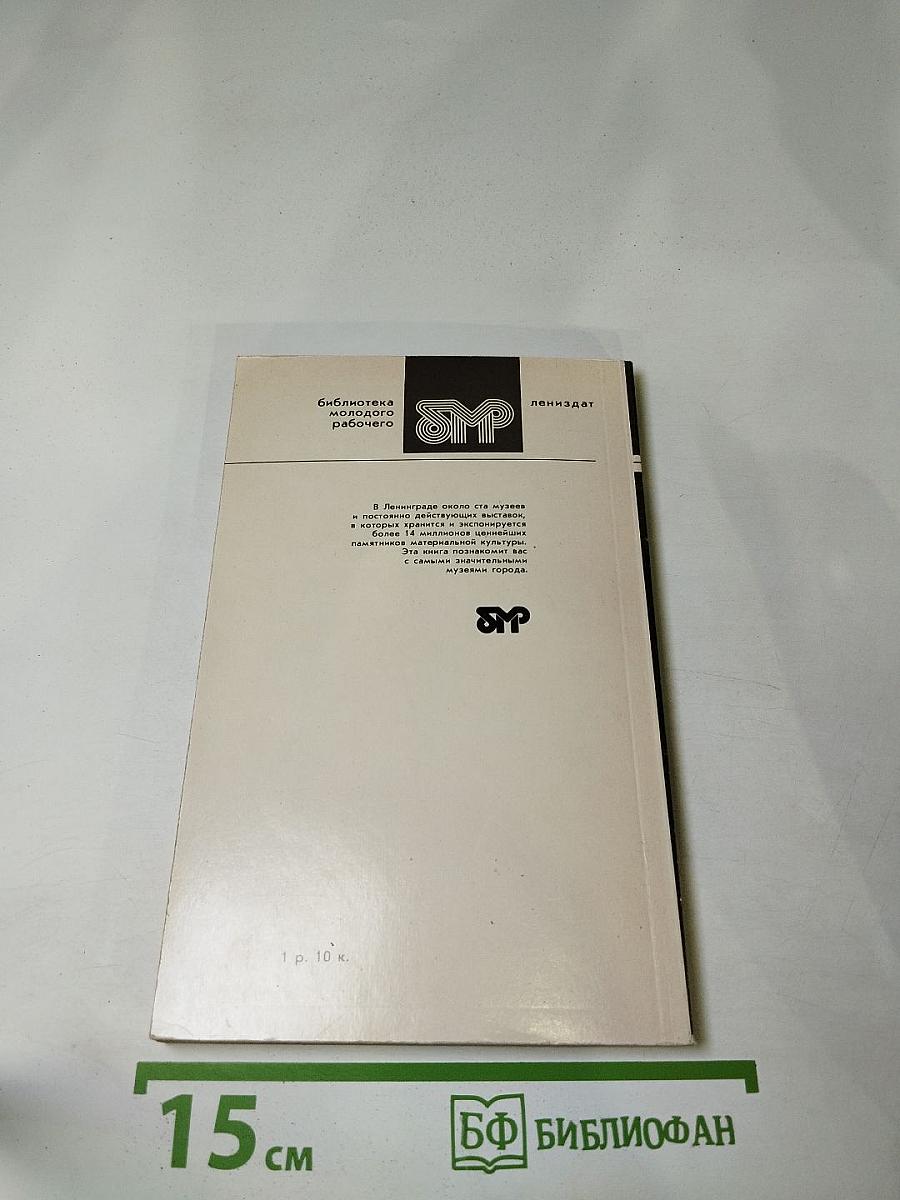 библиотека
молодого
рабочего
бмр
лениздат
В Ленинграде около ста музеев
и постоянно действующих выставок,
в которых хранится и экспонируется
более 14 миллионов ценнейших
памятников материальной культуры.
Эта книга познакомит вас
с самыми значительными
музеями города.
бмр
1 р. 10 к.
15 см
БФ БИБЛИОФАН